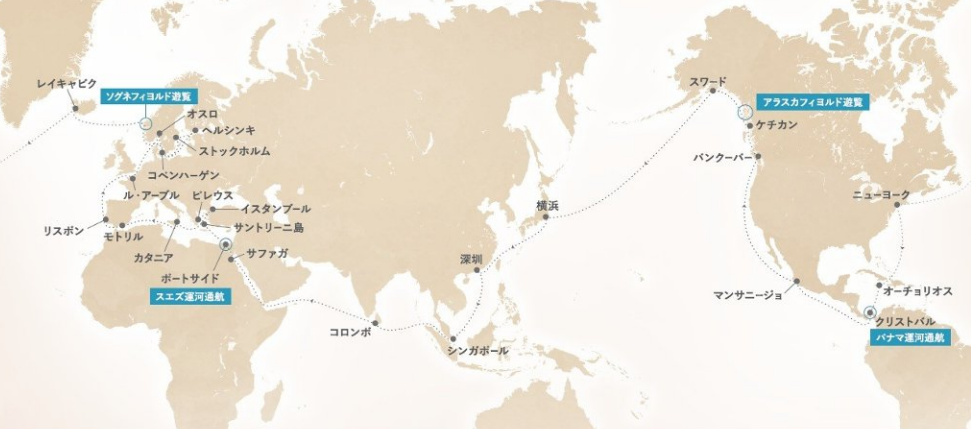 レイキャビク
ソグネフィヨルド遊覧
オスロ
ヘルシンキ
ストックホルム
コペンハーゲン
ル・アーブル
ピレウス
イスタンブール
リスボン
モトリル
サントリーニ島
カタニア
サファガ
ポートサイド
スエズ運河通航
コロンボ
シンガポール
深圳
横浜
スワード
アラスカフィヨルド遊覧
ケチカン
バンクーバー
ニューヨーク
マンサニージョ
オーチョリオス
クリストバル
パナマ運河通航